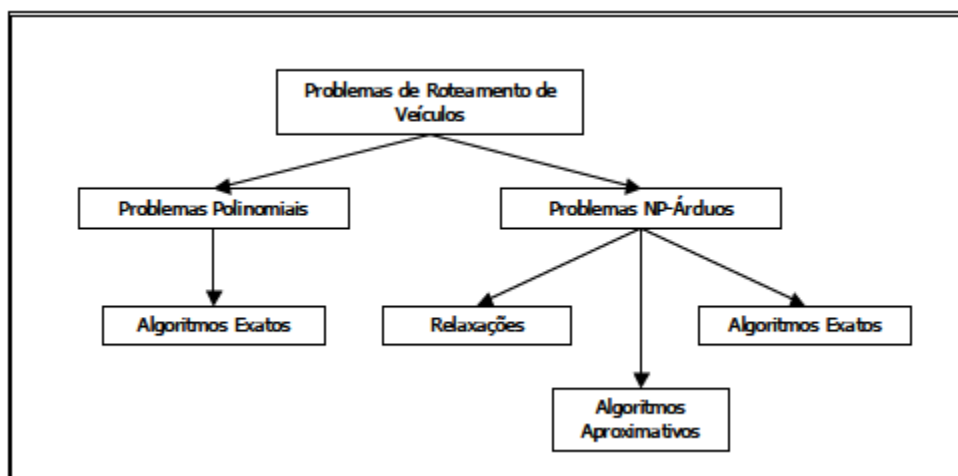 Problemas de Roteamento de
Veículos
Problemas Polinomiais
Problemas NP-Árduos
Algoritmos Exatos
Relaxações
Algoritmos Exatos
Algoritmos
Aproximativos